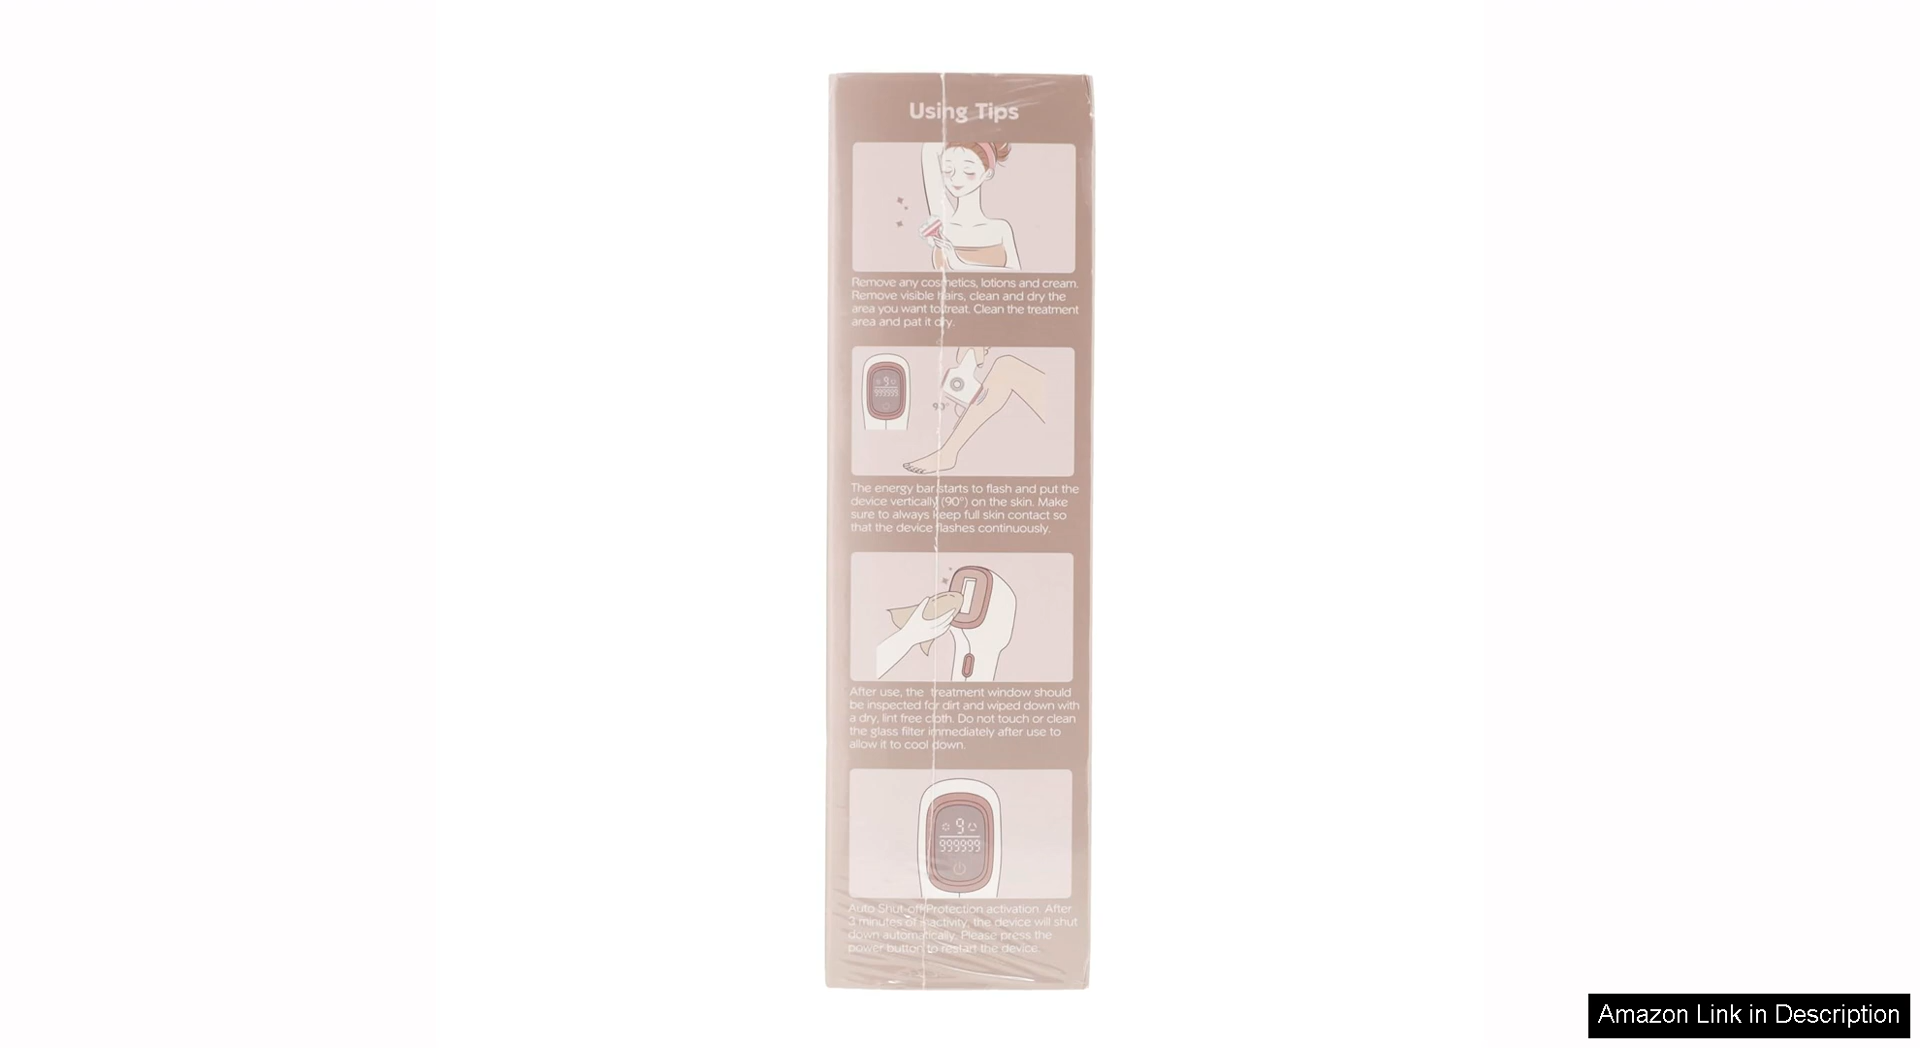 Using Tips
Remove any cosmetics, lotions and cream.
Remove visible hairs, clean and dry the
area you want to treat. Clean the treatment
area and pat it dry.
9
999999
90°
The energy bar starts to flash and put the
device vertically (90°) on the skin. Make
sure to always keep full skin contact so
that the device flashes continuously.
After use, the treatment window should
be inspected for dirt and wiped down with
a dry, lint free cloth. Do not touch or clean
the glass filter immediately after use to
allow it to cool down.
9
999999
Auto Shut-off Protection activation. After
3 minutes of inactivity, the device will shut
down automatically. Please press the
power button to restart the device.
Amazon Link in Description